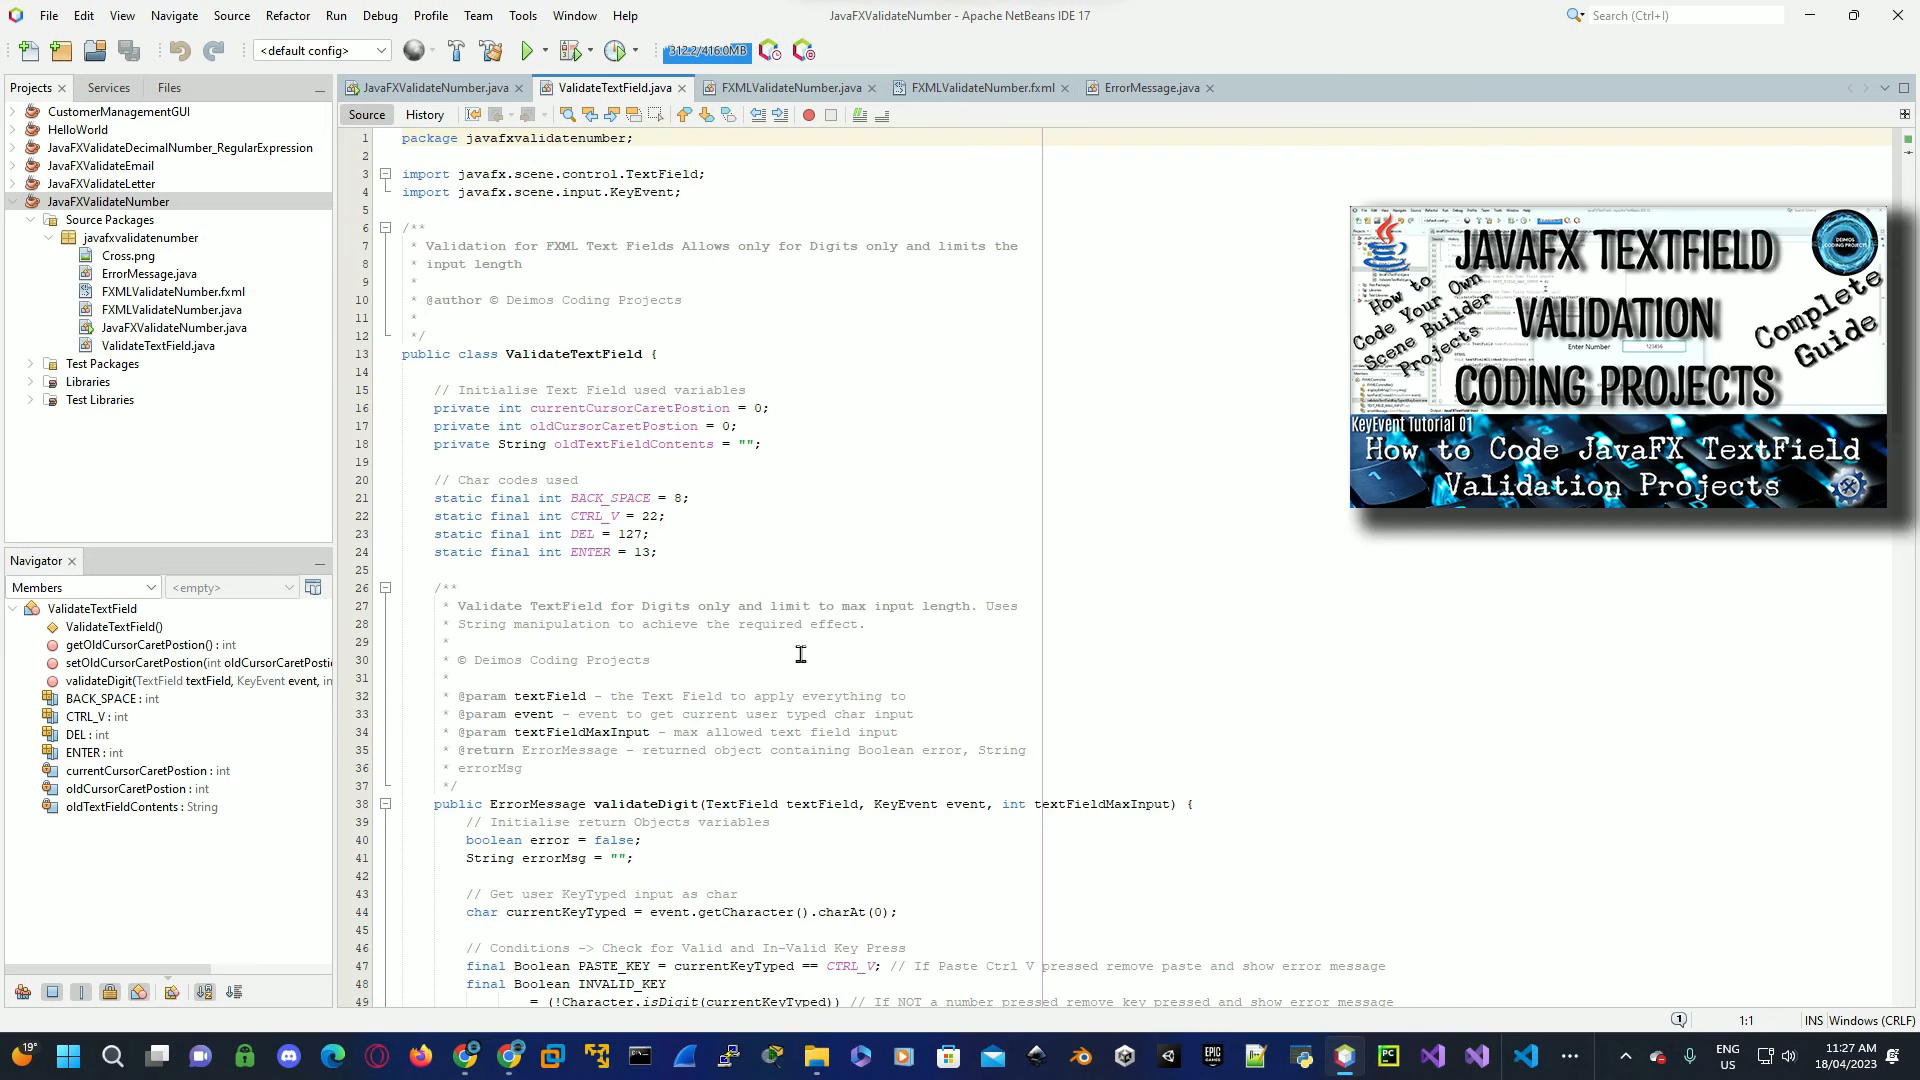 File Edit View Navigate Source Refactor Run Debug Profile Team Tools Window Help
JavaFXValidateNumber - Apache NetBeans IDE 17
Search (Ctrl+I)
<default config>
312.2/416.0MB
Projects Services Files
JavaFXValidateNumber.java ValidateTextField.java FXMLValidateNumber.java FXMLValidateNumber.fxml ErrorMessage.java
Source History
CustomerManagementGUI
HelloWorld
JavaFXValidateDecimalNumber_RegularExpression
JavaFXValidateEmail
JavaFXValidateLetter
JavaFXValidateNumber
Source Packages
javafxvalidatenumber
Cross.png
ErrorMessage.java
FXMLValidateNumber.fxml
FXMLValidateNumber.java
JavaFXValidateNumber.java
ValidateTextField.java
Test Packages
Libraries
Test Libraries
Navigator
Members
<empty>
ValidateTextField
ValidateTextField()
getOldCursorCaretPostion() : int
setOldCursorCaretPostion(int oldCursorCaretPostio
validateDigit(TextField textField, KeyEvent event, in
BACK_SPACE : int
CTRL_V : int
DEL : int
ENTER : int
currentCursorCaretPostion : int
oldCursorCaretPostion : int
oldTextFieldContents : String
1 package javafxvalidatenumber;
2
3 import javafx.scene.control.TextField;
4 import javafx.scene.input.KeyEvent;
5
6 /**
7 * Validation for FXML Text Fields Allows only for Digits only and limits the
8 * input length
9 *
10 * @author © Deimos Coding Projects
11 *
12 */
13 public class ValidateTextField {
14
15 // Initialise Text Field used variables
16 private int currentCursorCaretPostion = 0;
17 private int oldCursorCaretPostion = 0;
18 private String oldTextFieldContents = "";
19
20 // Char codes used
21 static final int BACK_SPACE = 8;
22 static final int CTRL_V = 22;
23 static final int DEL = 127;
24 static final int ENTER = 13;
25
26 /**
27 * Validate TextField for Digits only and limit to max input length. Uses
28 * String manipulation to achieve the required effect.
29 *
30 * © Deimos Coding Projects
31 *
32 * @param textField - the Text Field to apply everything to
33 * @param event - event to get current user typed char input
34 * @param textFieldMaxInput - max allowed text field input
35 * @return ErrorMessage - returned object containing Boolean error, String
36 * errorMsg
37 */
38 public ErrorMessage validateDigit(TextField textField, KeyEvent event, int textFieldMaxInput) {
39 // Initialise return Objects variables
40 boolean error = false;
41 String errorMsg = "";
42
43 // Get user KeyTyped input as char
44 char currentKeyTyped = event.getCharacter().charAt(0);
45
46 // Conditions -> Check for Valid and In-Valid Key Press
47 final Boolean PASTE_KEY = currentKeyTyped == CTRL_V; // If Paste Ctrl V pressed remove paste and show error message
48 final Boolean INVALID_KEY
49 = (!Character.isDigit(currentKeyTyped)) // If NOT a number pressed remove key pressed and show error message
JAVAFX TEXTFIELD
VALIDATION
CODING PROJECTS
How to
Code Your Own
Scene Builder
Projects
Complete
Guide
DEIMOS
CODING PROJECTS
Enter Number 123456
KeyEvent Tutorial 01
How to Code JavaFX TextField
Validation Projects
1 1:1 INS Windows (CRLF)
19°
ENG
US
11:27 AM
18/04/2023